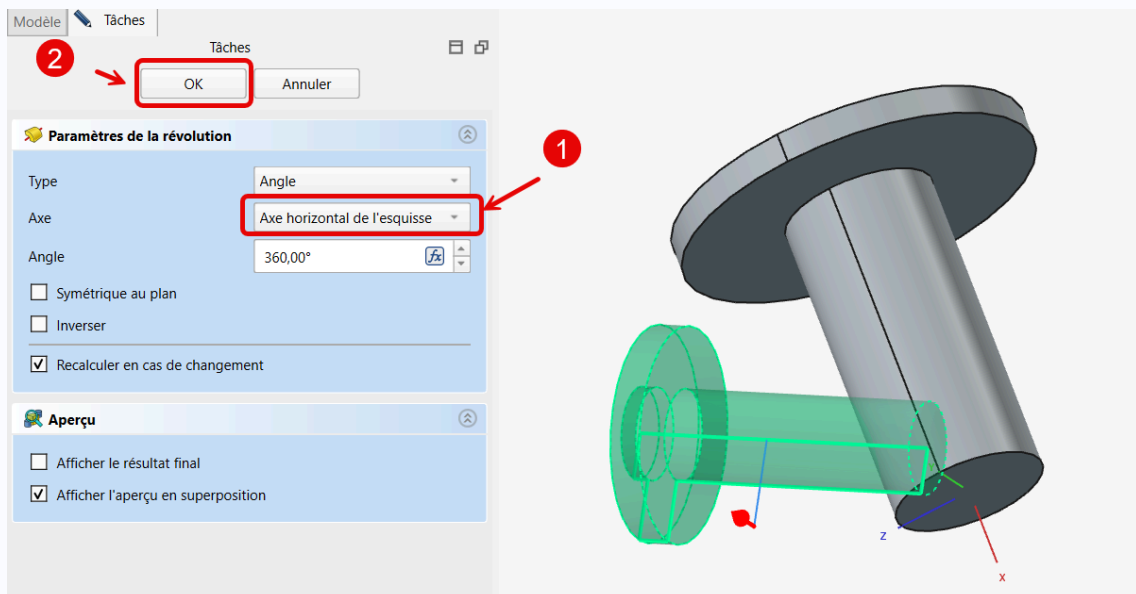 Modèle
Tâches
Tâches
2
OK
Annuler
Paramètres de la révolution
1
Type
Angle
Axe
Axe horizontal de l'esquisse
Angle
360,00°
fx
Symétrique au plan
Inverser
Recalculer en cas de changement
Aperçu
Afficher le résultat final
Afficher l'aperçu en superposition
z
x